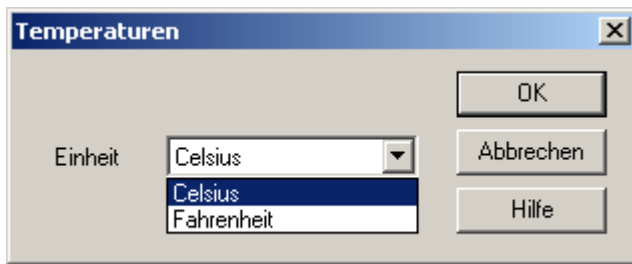 Temperaturen
OK
Einheit
Celsius
Abbrechen
Celsius
Fahrenheit
Hilfe